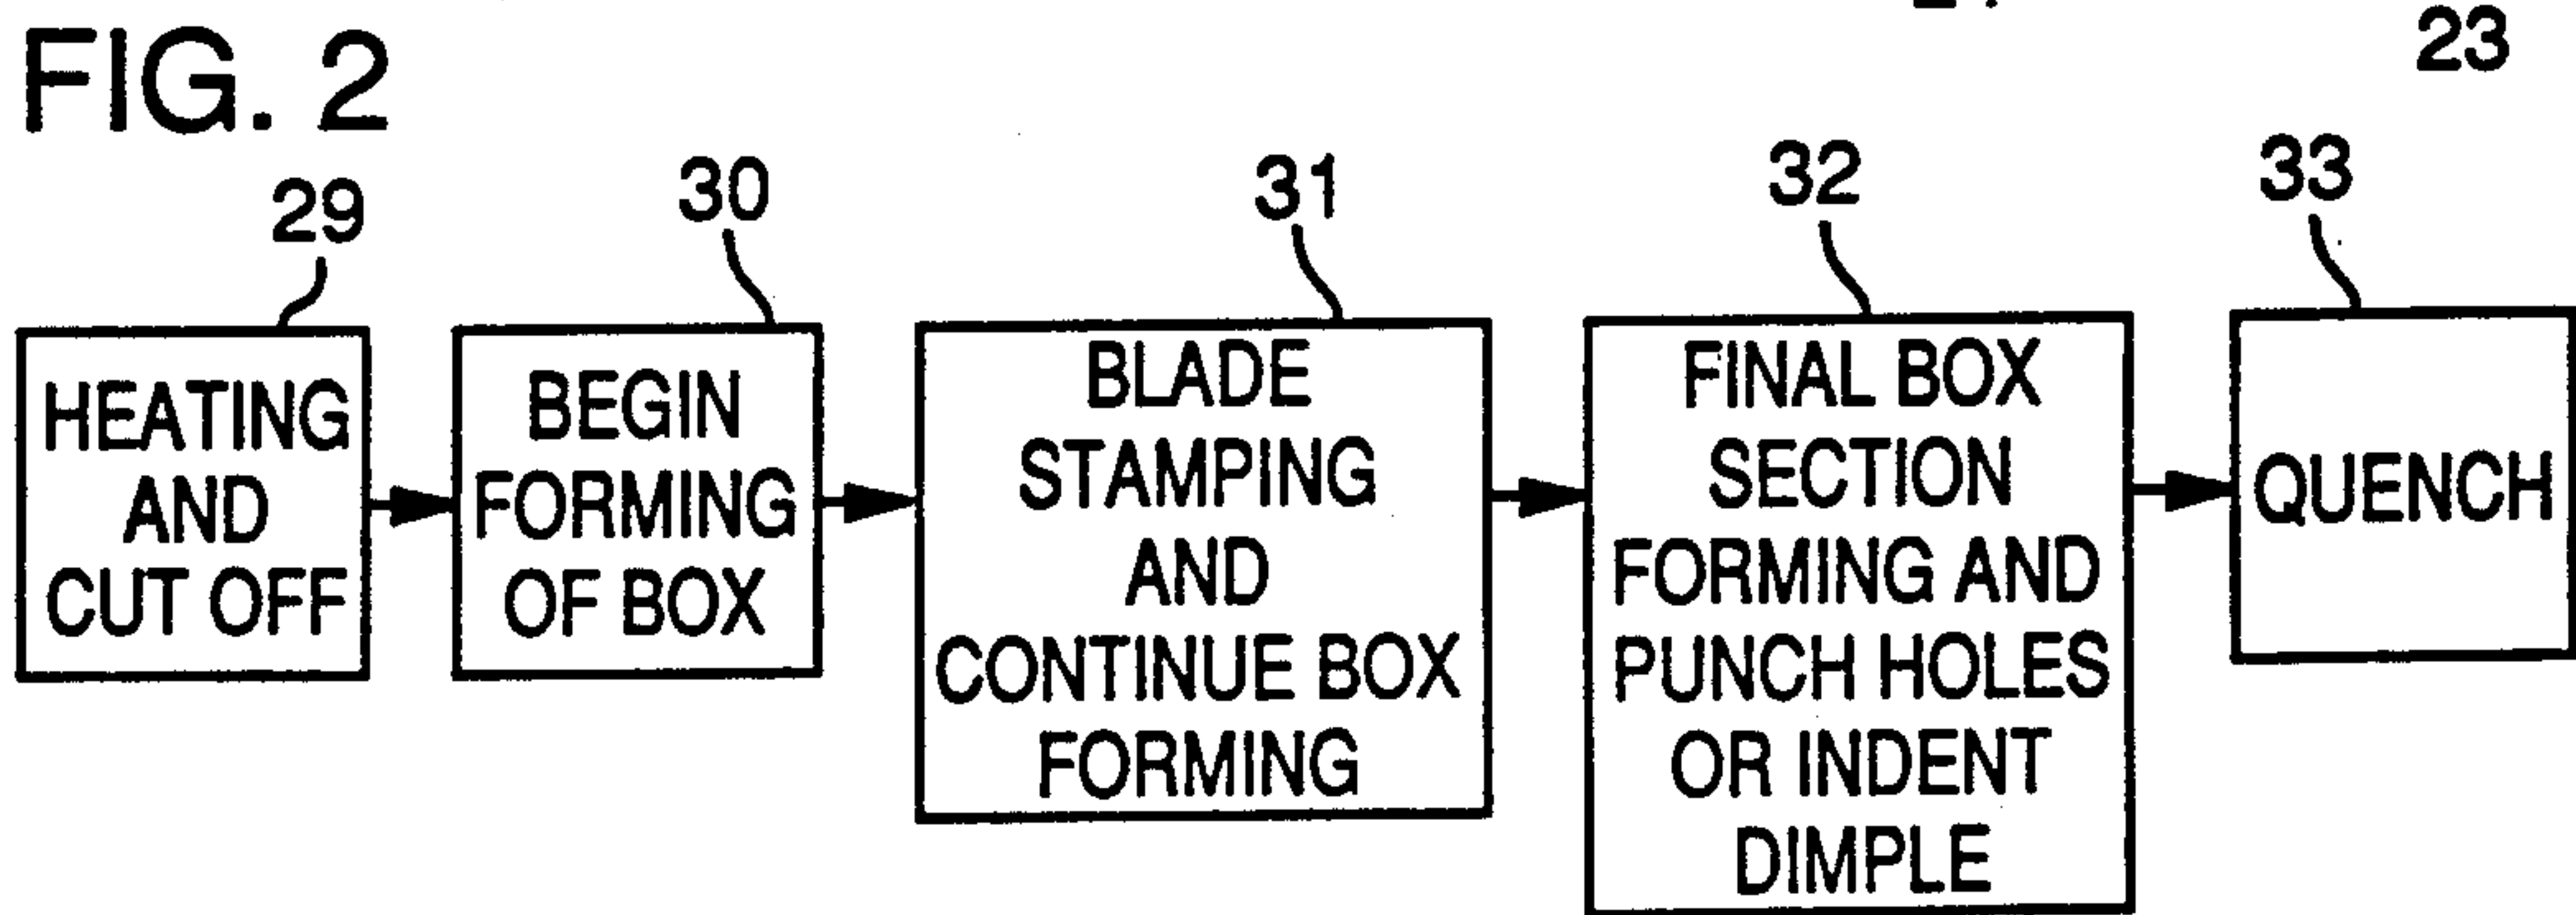 FIG. 2
23
29
30
31
32
33
HEATING
AND
CUT OFF
BEGIN
FORMING
OF BOX
BLADE
STAMPING
AND
CONTINUE BOX
FORMING
FINAL BOX
SECTION
FORMING AND
PUNCH HOLES
OR INDENT
DIMPLE
QUENCH